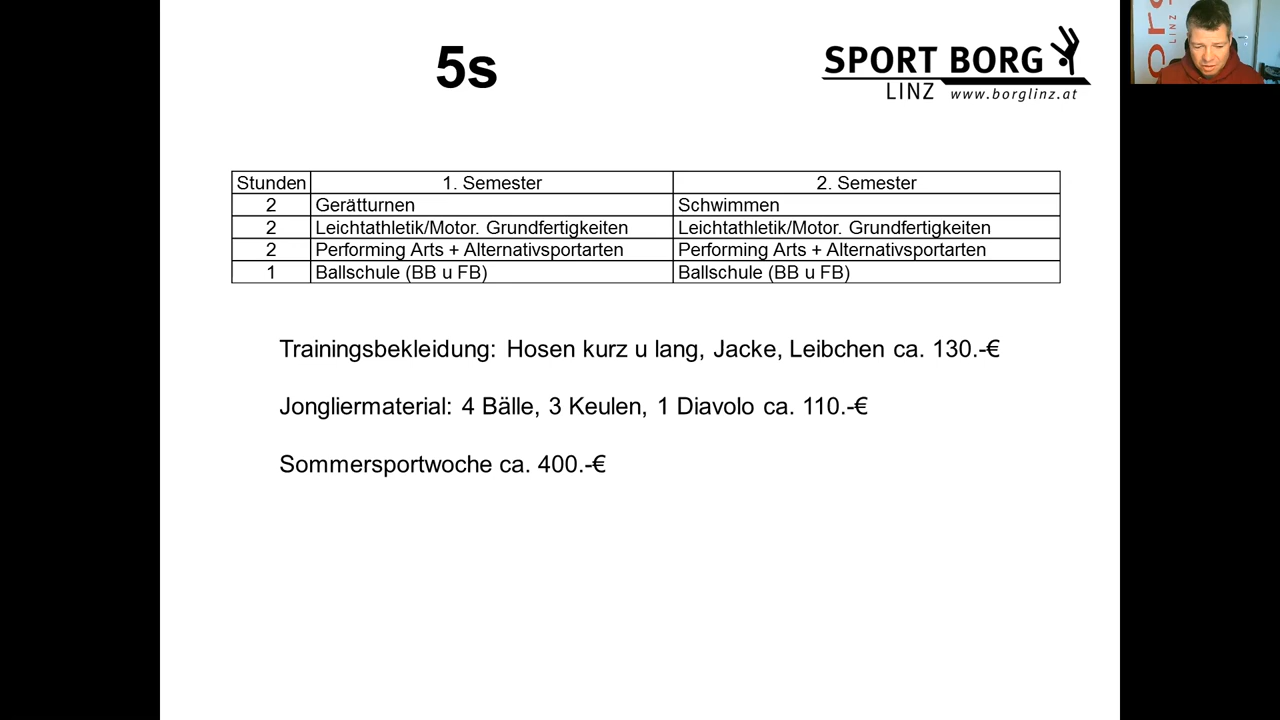 5s
SPORT BORG
LINZ www.borglinz.at
Stunden 1. Semester 2. Semester
2 Gerätturnen Schwimmen
2 Leichtathletik/Motor. Grundfertigkeiten Leichtathletik/Motor. Grundfertigkeiten
2 Performing Arts + Alternativsportarten Performing Arts + Alternativsportarten
1 Ballschule (BB u FB) Ballschule (BB u FB)
Trainingsbekleidung: Hosen kurz u lang, Jacke, Leibchen ca. 130.-€
Jongliermaterial: 4 Bälle, 3 Keulen, 1 Diavolo ca. 110.-€
Sommersportwoche ca. 400.-€
LINZ